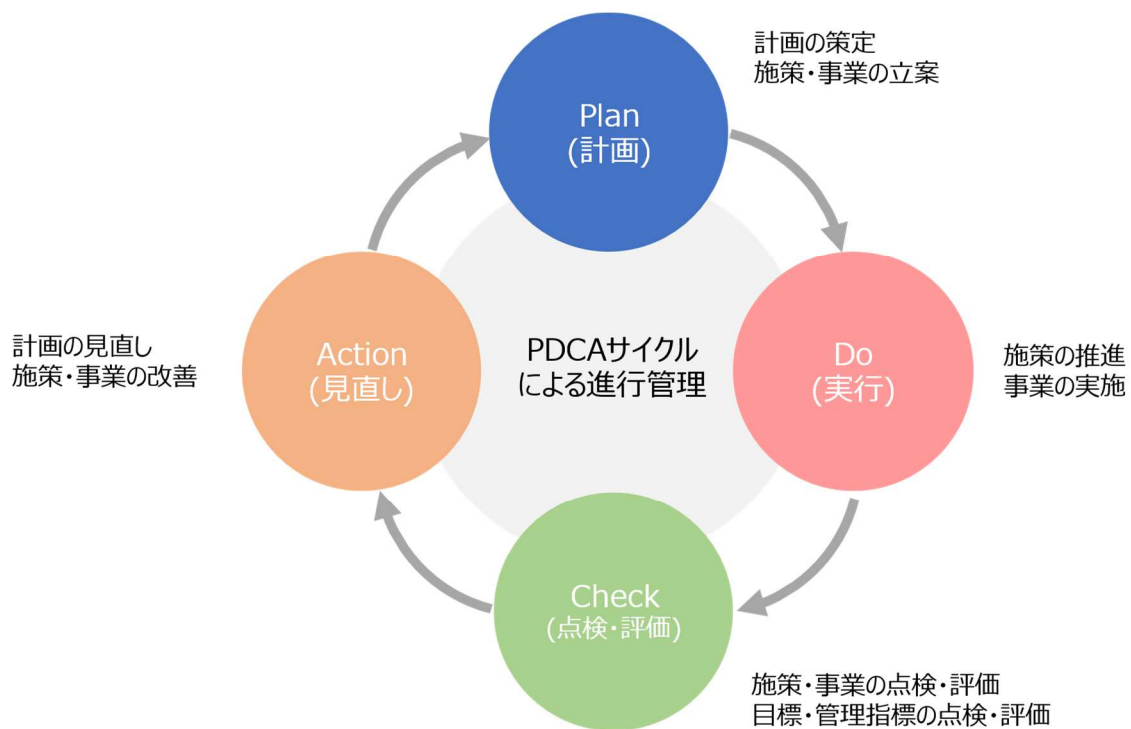 計画の策定
施策・事業の立案
Plan
(計画)
Do
(実行)
施策の推進
事業の実施
Check
(点検・評価)
施策・事業の点検・評価
目標・管理指標の点検・評価
Action
(見直し)
計画の見直し
施策・事業の改善
PDCAサイクル
による進行管理